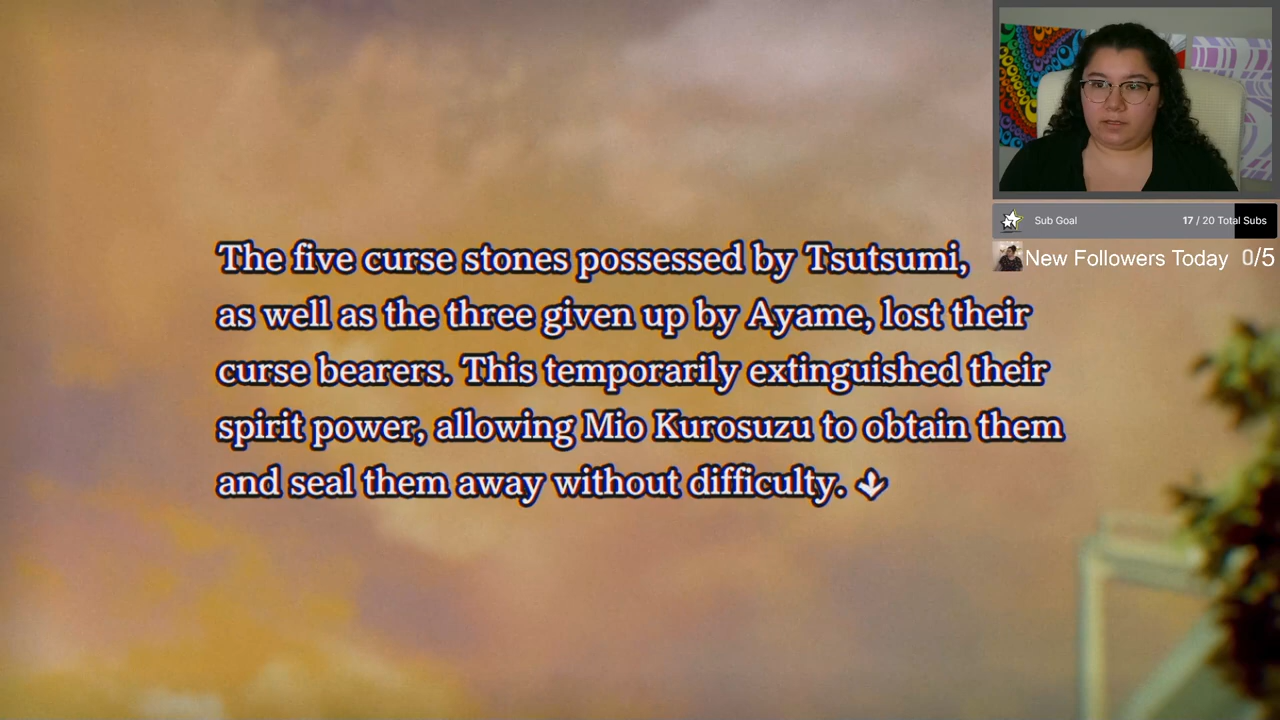 The five curse stones possessed by Tsutsumi,
as well as the three given up by Ayame, lost their
curse bearers. This temporarily extinguished their
spirit power, allowing Mio Kurosuzu to obtain them
and seal them away without difficulty.
Sub Goal
17 / 20 Total Subs
New Followers Today 0/5